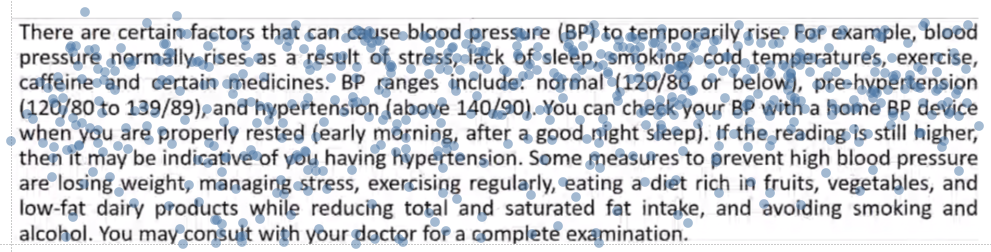 There are certain factors that can cause blood pressure (BP) to temporarily rise. For example, blood
pressure normally rises as a result of stress, lack of sleep, smoking, cold temperatures, exercise,
caffeine and certain medicines. BP ranges include: normal (120/80 or below), pre-hypertension
(120/80 to 139/89), and hypertension (above 140/90). You can check your BP with a home BP device
when you are properly rested (early morning, after a good night sleep). If the reading is still higher,
then it may be indicative of you having hypertension. Some measures to prevent high blood pressure
are losing weight, managing stress, exercising regularly, eating a diet rich in fruits, vegetables, and
low-fat dairy products while reducing total and saturated fat intake, and avoiding smoking and
alcohol. You may consult with your doctor for a complete examination.